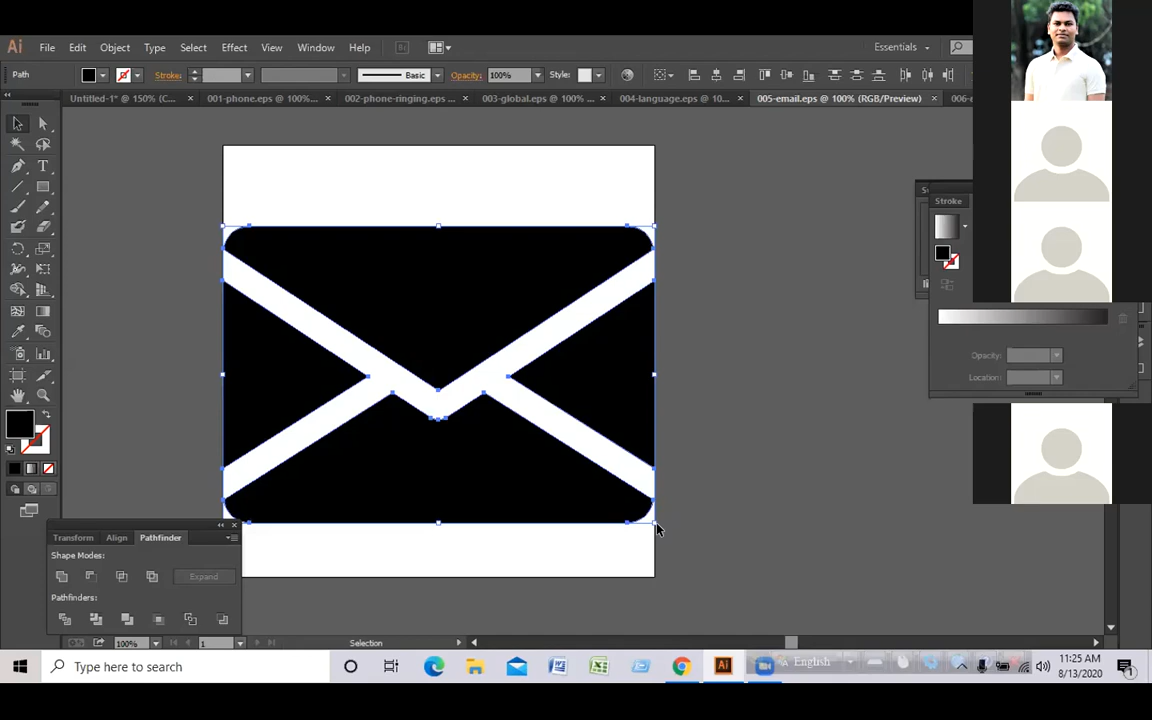 Ai File Edit Object Type Select Effect View Window Help Essentials
Path Stroke: Basic Opacity: 100% Style:
Untitled-1* @ 150% (C... × 001-phone.eps @ 100%... × 002-phone-ringing.eps ... × 003-global.eps @ 100% ... × 004-language.eps @ 10... × 005-email.eps @ 100% (RGB/Preview) × 006-
T
Stroke
Opacity:
Location:
Transform Align Pathfinder
Shape Modes:
Expand
Pathfinders:
100% 1 Selection
Type here to search
Ai
English
11:25 AM
8/13/2020
1